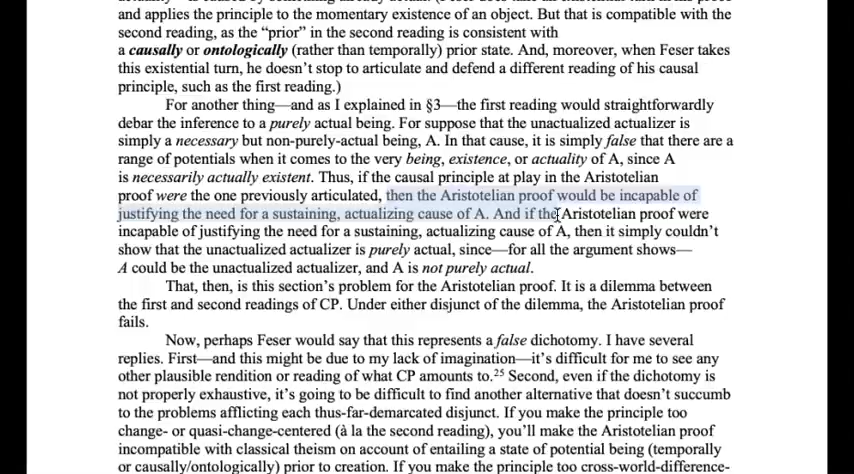 and applies the principle to the momentary existence of an object. But that is compatible with the
second reading, as the “prior” in the second reading is consistent with
a causally or ontologically (rather than temporally) prior state. And, moreover, when Feser takes
this existential turn, he doesn’t stop to articulate and defend a different reading of his causal
principle, such as the first reading.)
For another thing—and as I explained in §3—the first reading would straightforwardly
debar the inference to a purely actual being. For suppose that the unactualized actualizer is
simply a necessary but non-purely-actual being, A. In that cause, it is simply false that there are a
range of potentials when it comes to the very being, existence, or actuality of A, since A
is necessarily actually existent. Thus, if the causal principle at play in the Aristotelian
proof were the one previously articulated, then the Aristotelian proof would be incapable of
justifying the need for a sustaining, actualizing cause of A. And if the Aristotelian proof were
incapable of justifying the need for a sustaining, actualizing cause of A, then it simply couldn’t
show that the unactualized actualizer is purely actual, since—for all the argument shows—
A could be the unactualized actualizer, and A is not purely actual.
That, then, is this section’s problem for the Aristotelian proof. It is a dilemma between
the first and second readings of CP. Under either disjunct of the dilemma, the Aristotelian proof
fails.
Now, perhaps Feser would say that this represents a false dichotomy. I have several
replies. First—and this might be due to my lack of imagination—it’s difficult for me to see any
other plausible rendition or reading of what CP amounts to.25 Second, even if the dichotomy is
not properly exhaustive, it’s going to be difficult to find another alternative that doesn’t succumb
to the problems afflicting each thus-far-demarcated disjunct. If you make the principle too
change- or quasi-change-centered (à la the second reading), you’ll make the Aristotelian proof
incompatible with classical theism on account of entailing a state of potential being (temporally
or causally/ontologically) prior to creation. If you make the principle too cross-world-difference-